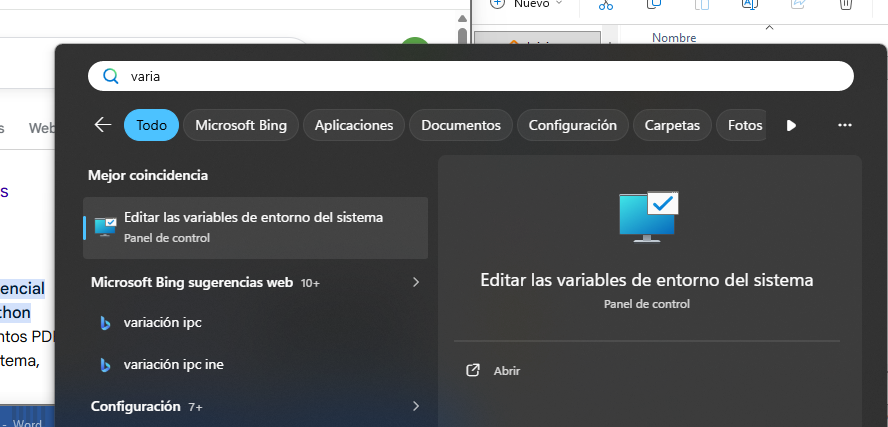 Nuevo
Nombre
varia
Todo
Microsoft Bing
Aplicaciones
Documentos
Configuración
Carpetas
Fotos
Web
Mejor coincidencia
Editar las variables de entorno del sistema
Panel de control
Microsoft Bing sugerencias web 10+
variación ipc
variación ipc ine
Configuración 7+
Editar las variables de entorno del sistema
Panel de control
Abrir
encial
thon
ntos PD
tema,
- Word